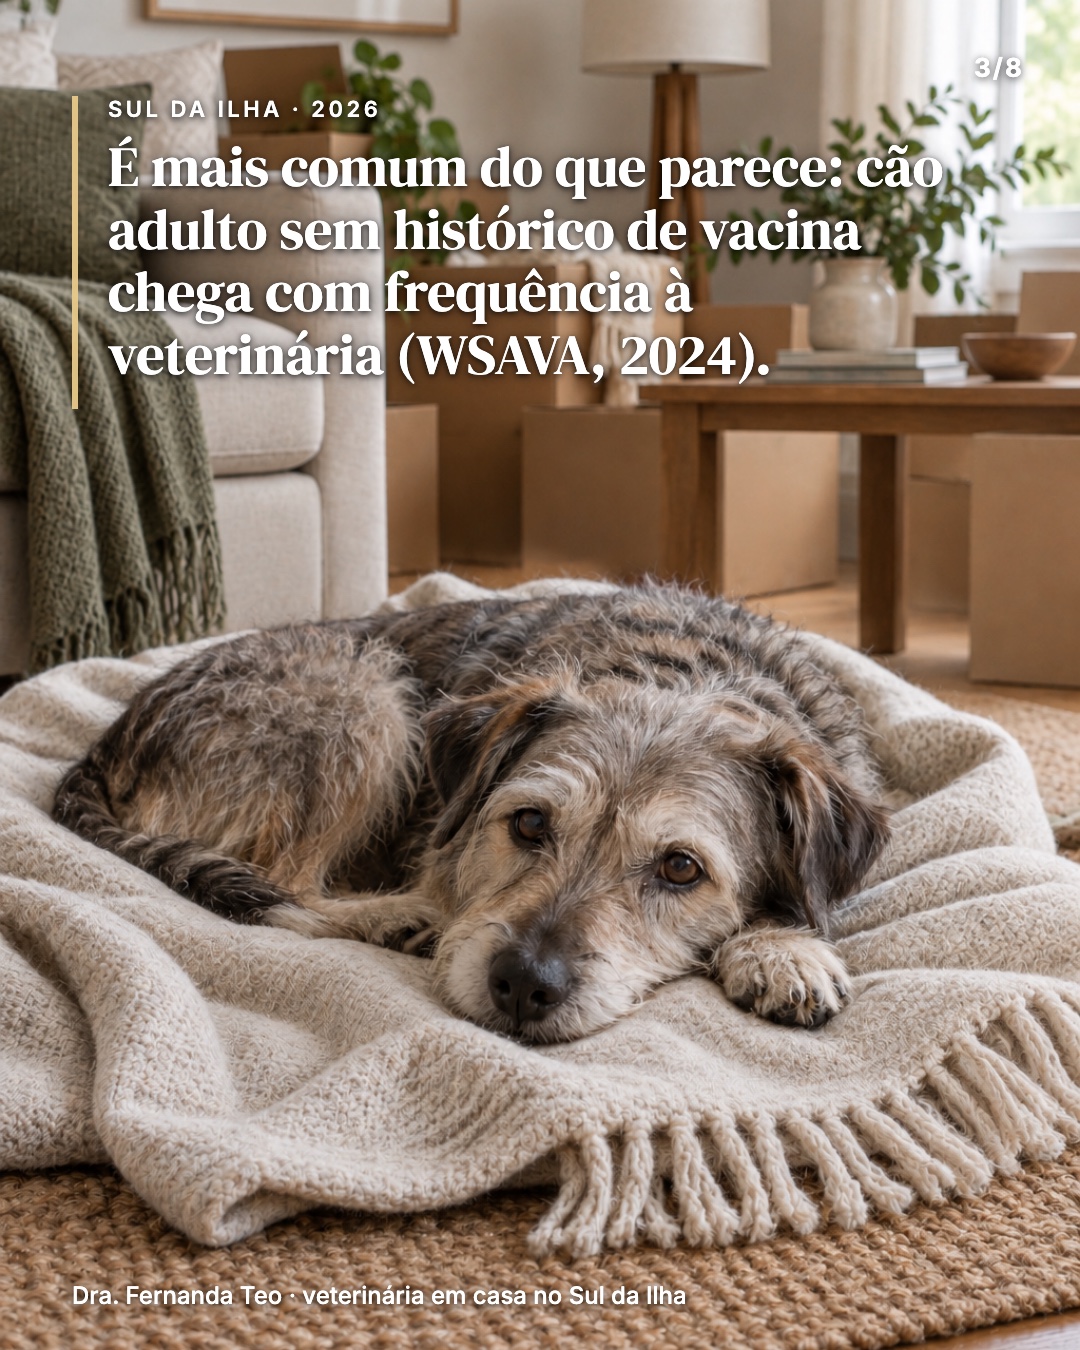 3/8
SUL DA ILHA · 2026
É mais comum do que parece: cão
adulto sem histórico de vacina
chega com frequência à
veterinária (WSAVA, 2024).
Dra. Fernanda Teo · veterinária em casa no Sul da Ilha